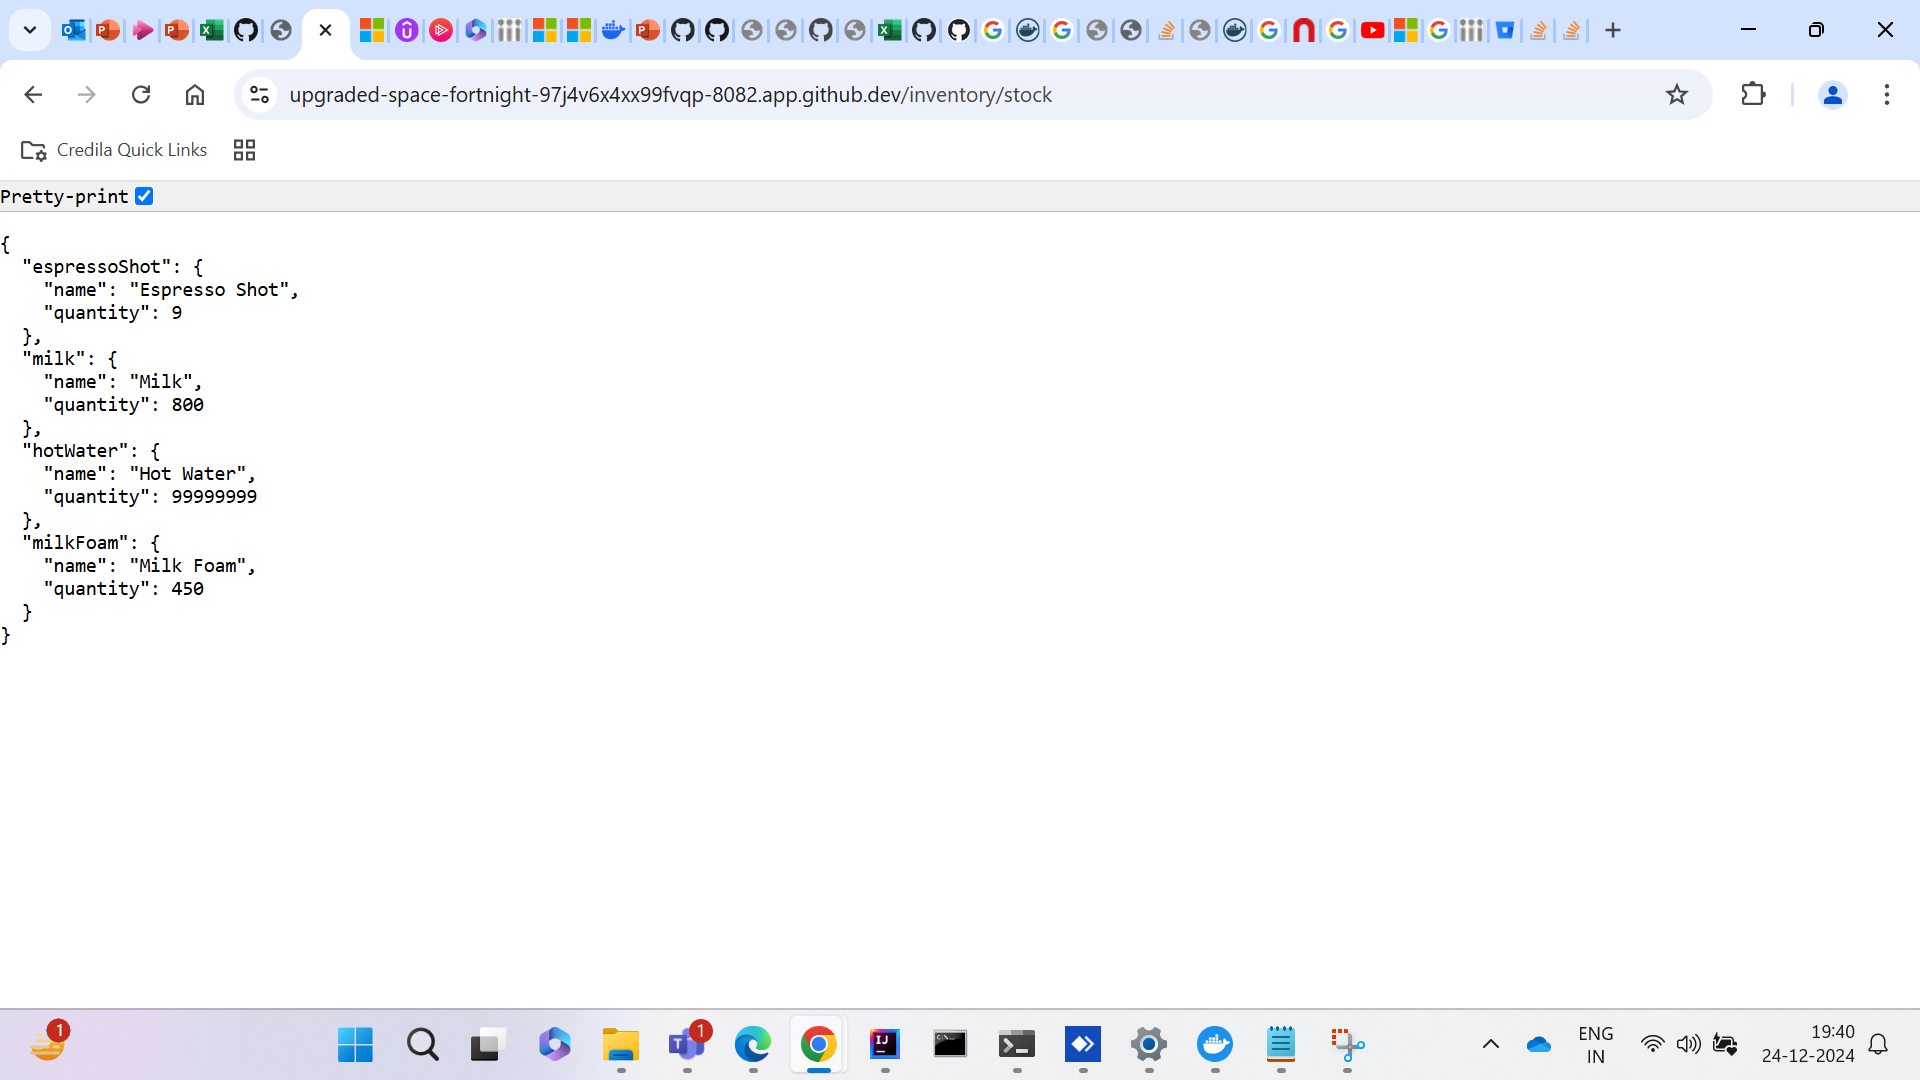 upgraded-space-fortnight-97j4v6x4xx99fvqp-8082.app.github.dev/inventory/stock
Credila Quick Links
Pretty-print
{
  "espressoShot": {
    "name": "Espresso Shot",
    "quantity": 9
  },
  "milk": {
    "name": "Milk",
    "quantity": 800
  },
  "hotWater": {
    "name": "Hot Water",
    "quantity": 99999999
  },
  "milkFoam": {
    "name": "Milk Foam",
    "quantity": 450
  }
}
1
1
ENG
IN
19:40
24-12-2024